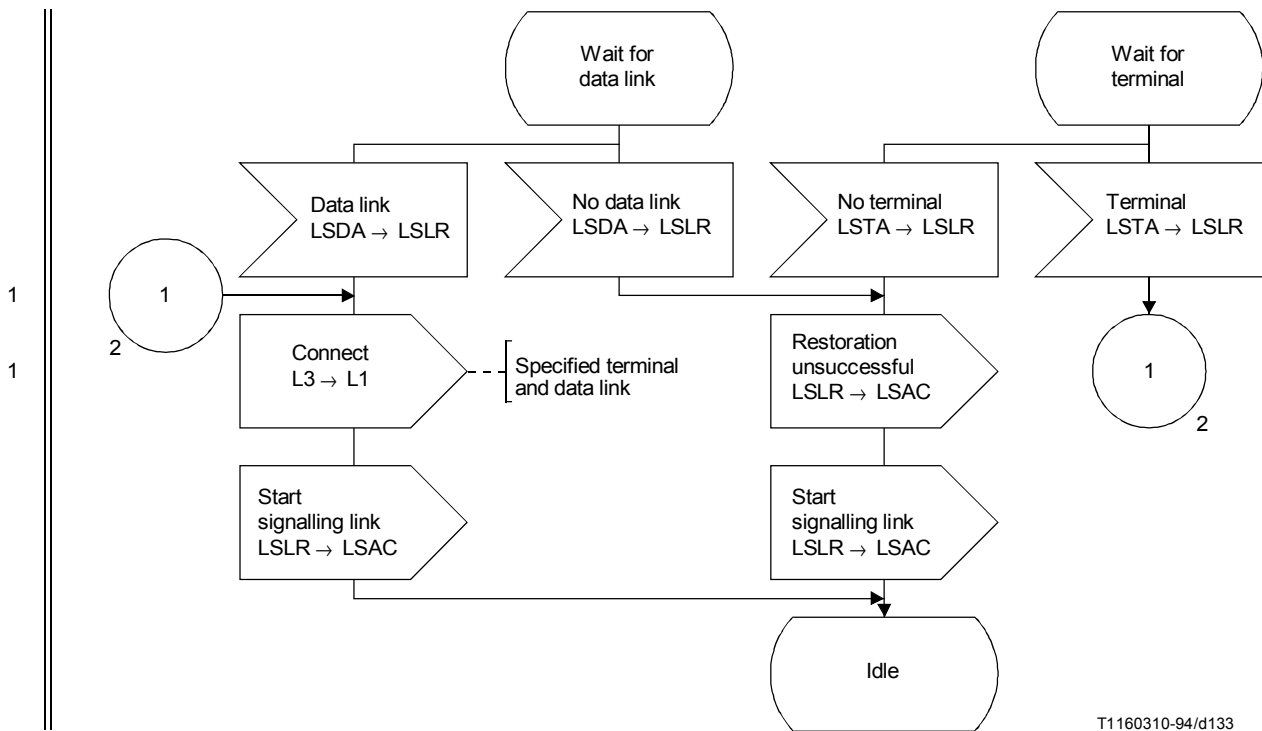 Wait for
data link
Wait for
terminal
Data link
LSDA → LSLR
No data link
LSDA → LSLR
No terminal
LSTA → LSLR
Terminal
LSTA → LSLR
1
1
2
1
Connect
L3 → L1
Specified terminal
and data link
Restoration
unsuccessful
LSLR → LSAC
1
2
Start
signalling link
LSLR → LSAC
Start
signalling link
LSLR → LSAC
Idle
T1160310-94/d133